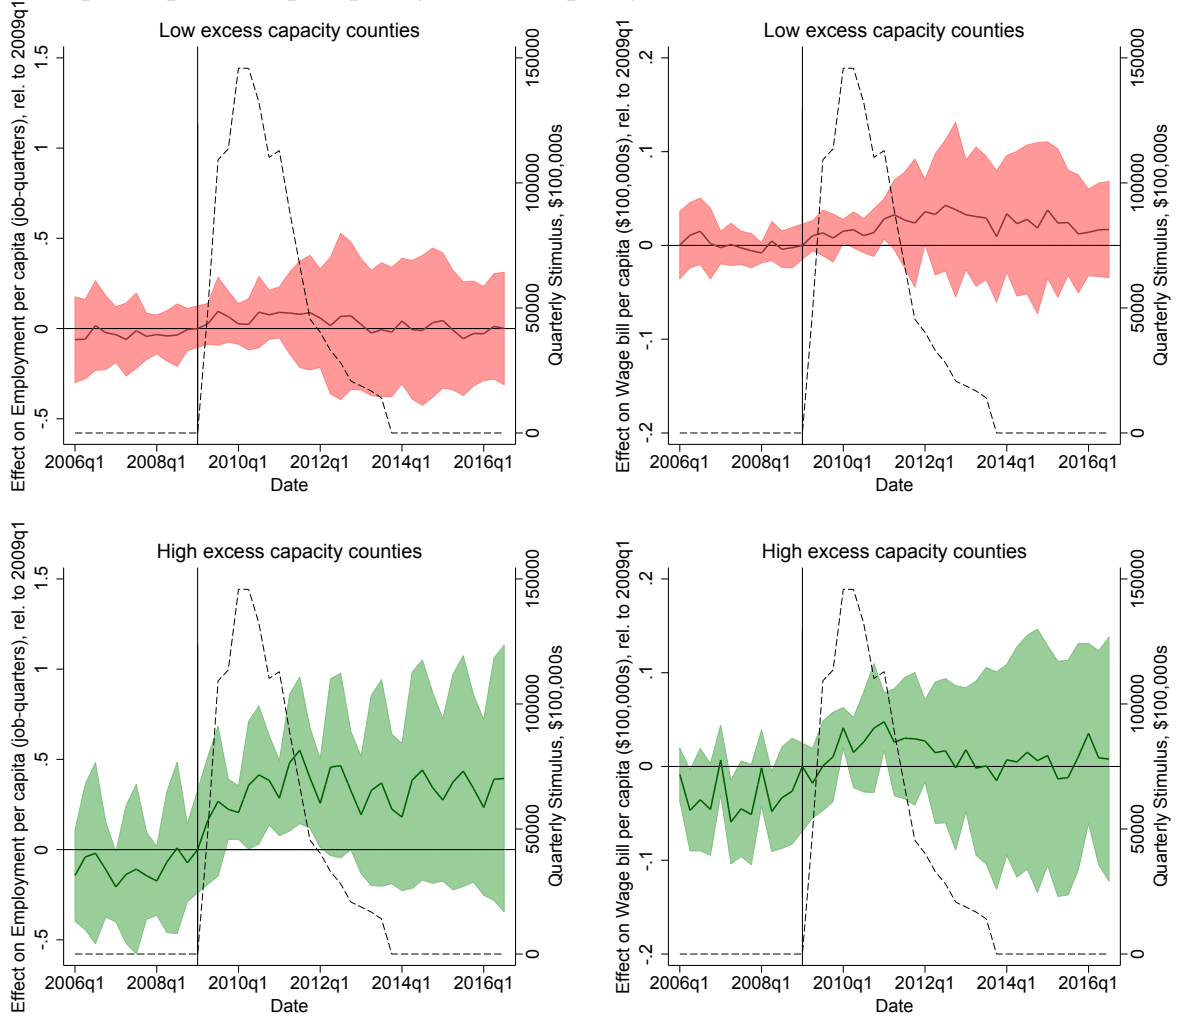 Low excess capacity counties
Effect on Employment per capita (job-quarters), rel. to 2009q1
1.5
1
.5
0
-.5
150000
100000
50000
0
Quarterly Stimulus, $100,000s
2006q1 2008q1 2010q1 2012q1 2014q1 2016q1
Date
Low excess capacity counties
Effect on Wage bill per capita ($100,000s), rel. to 2009q1
.2
.1
0
-.1
-.2
150000
100000
50000
0
Quarterly Stimulus, $100,000s
2006q1 2008q1 2010q1 2012q1 2014q1 2016q1
Date
High excess capacity counties
Effect on Employment per capita (job-quarters), rel. to 2009q1
1.5
1
.5
0
-.5
150000
100000
50000
0
Quarterly Stimulus, $100,000s
2006q1 2008q1 2010q1 2012q1 2014q1 2016q1
Date
High excess capacity counties
Effect on Wage bill per capita ($100,000s), rel. to 2009q1
.2
.1
0
-.1
-.2
150000
100000
50000
0
Quarterly Stimulus, $100,000s
2006q1 2008q1 2010q1 2012q1 2014q1 2016q1
Date